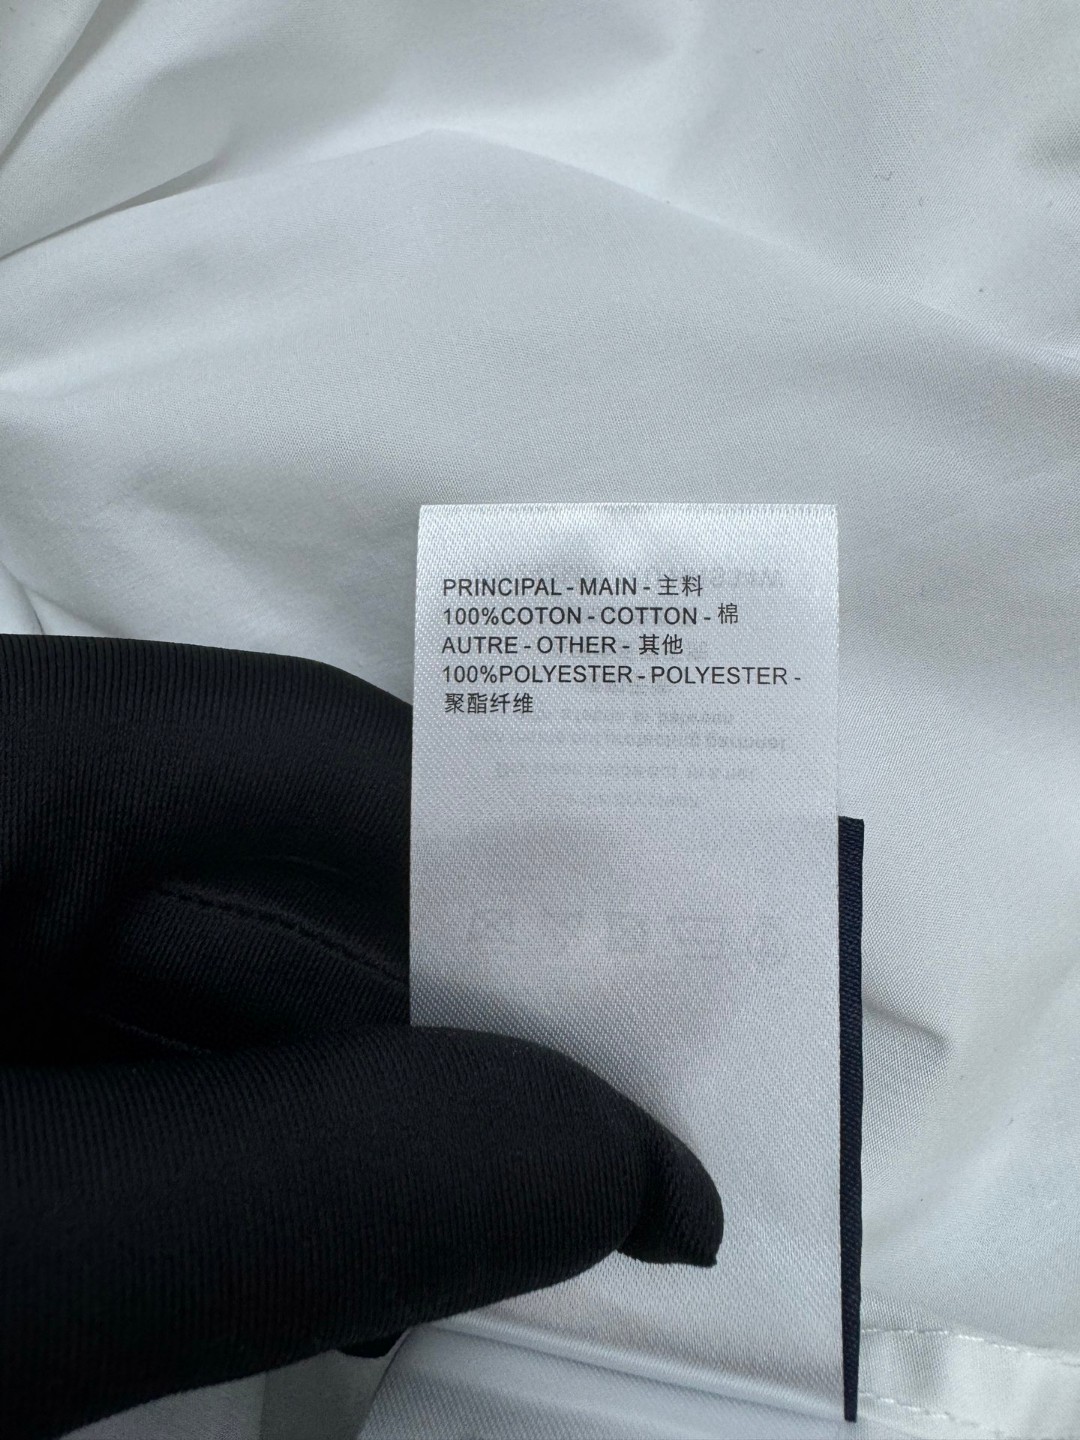 PRINCIPAL - MAIN - 主料
100%COTON - COTTON - 棉
AUTRE - OTHER - 其他
100%POLYESTER - POLYESTER -
聚酯纤维